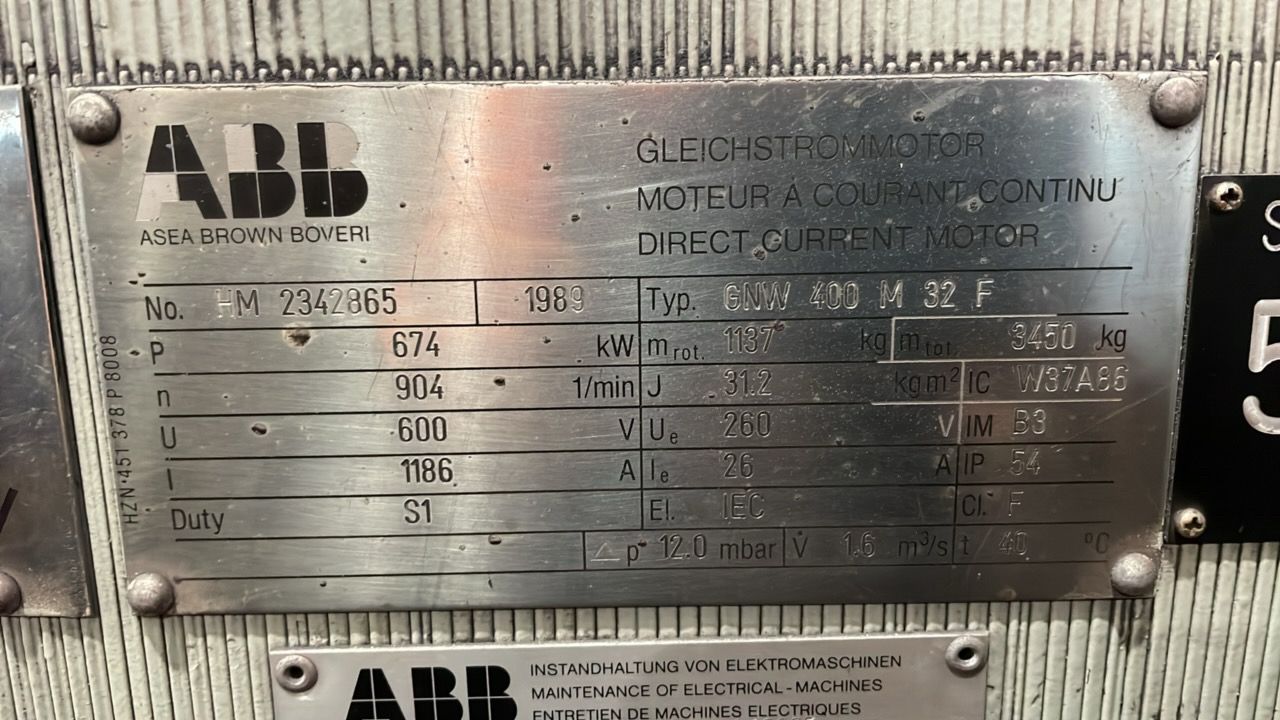 ABB
ASEA BROWN BOVERI
GLEICHSTROMMOTOR
MOTEUR À COURANT CONTINU
DIRECT CURRENT MOTOR
No. HM 2342865 1989 Typ. GNW 400 M 32 F
P 674 kW mrot. 1137 kg mtot. 3450 kg
n 904 1/min J 31.2 kgm² IC W37A86
U 600 V Ue 260 V IM B3
I 1186 A Ie 26 A IP 54
Duty S1 El. IEC Cl. F
△ p 12.0 mbar V̇ 1.6 m³/s t 40 °C
HZN 451 378 P 8008
S
5
ABB
INSTANDHALTUNG VON ELEKTROMASCHINEN
MAINTENANCE OF ELECTRICAL-MACHINES
ENTRETIEN DE MACHINES ELECTRIQUES